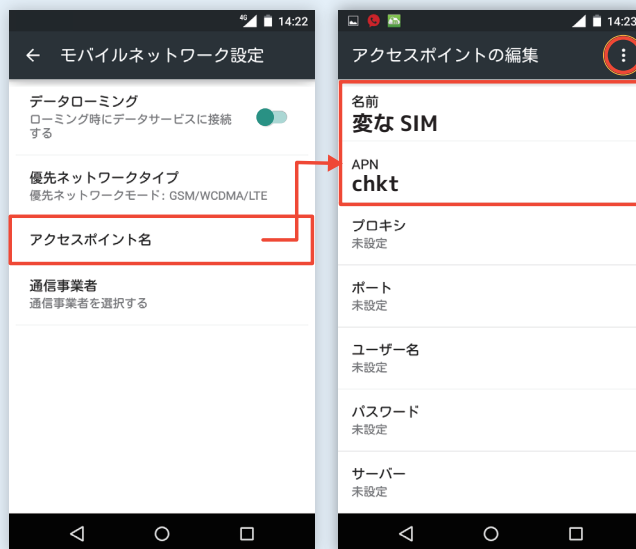 4G 14:22
モバイルネットワーク設定
データローミング
ローミング時にデータサービスに接続
する
優先ネットワークタイプ
優先ネットワークモード: GSM/WCDMA/LTE
アクセスポイント名
通信事業者
通信事業者を選択する
14:23
アクセスポイントの編集
名前
変な SIM
APN
chkt
プロキシ
未設定
ポート
未設定
ユーザー名
未設定
パスワード
未設定
サーバー
未設定